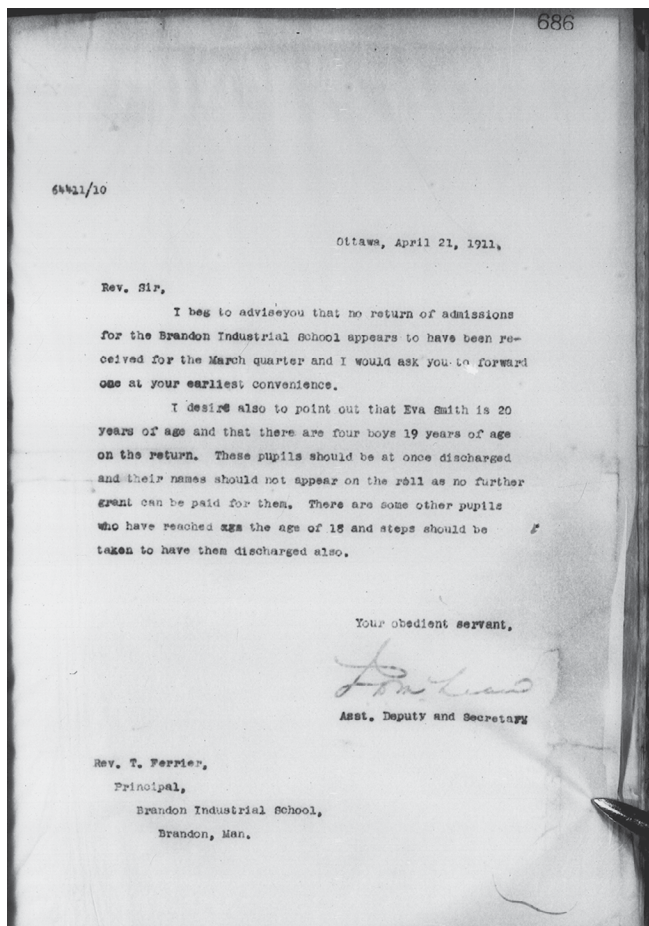 686
64411/10
Ottawa, April 21, 1911.
Rev. Sir,
I beg to adviseyou that no return of admissions
for the Brandon Industrial School appears to have been re-
ceived for the March quarter and I would ask you to forward
one at your earliest convenience.
I desire also to point out that Eva Smith is 20
years of age and that there are four boys 19 years of age
on the return. These pupils should be at once discharged
and their names should not appear on the roll as no further
grant can be paid for them. There are some other pupils
who have reached aga the age of 18 and steps should be
taken to have them discharged also.
Your obedient servant,
Asst. Deputy and Secretary
Rev. T. Ferrier,
Principal,
Brandon Industrial School,
Brandon, Man.